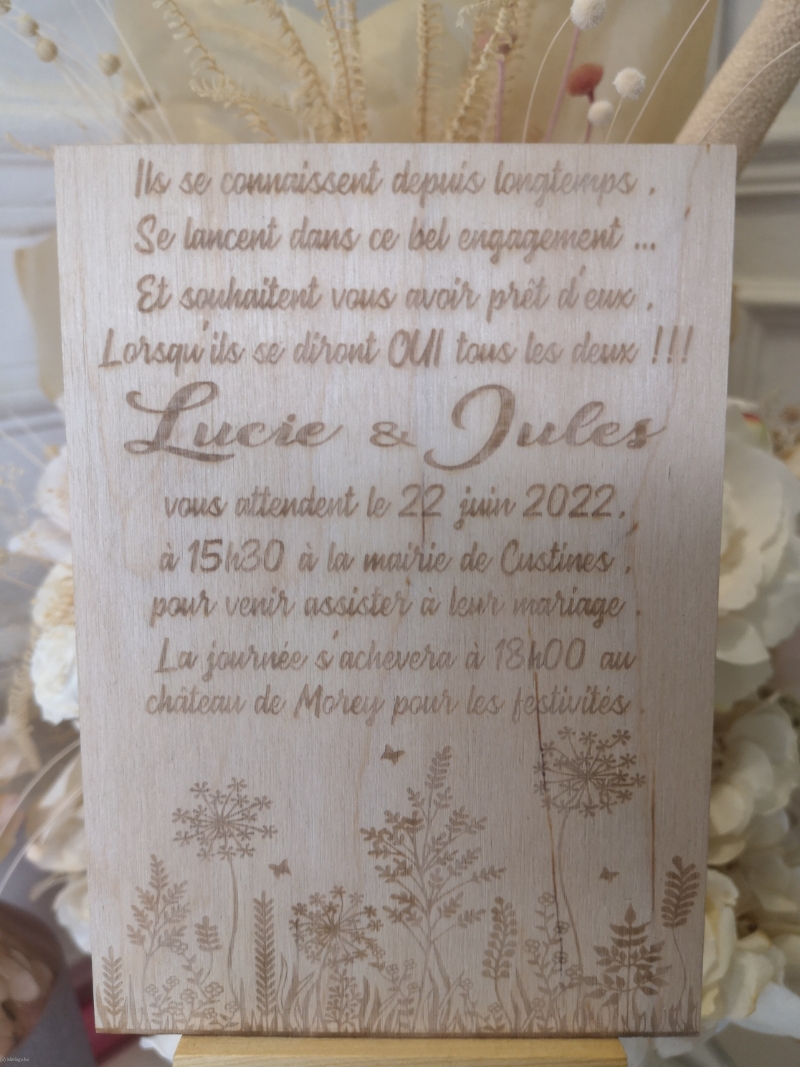 Ils se connaissent depuis longtemps .
Se lancent dans ce bel engagement ...
Et souhaitent vous avoir prêt d'eux .
Lorsqu'ils se diront OUI tous les deux !!!
Lucie & Jules
vous attendent le 22 juin 2022.
à 15h30 à la mairie de Custines .
pour venir assister à leur mariage .
La journée s'achevera à 18h00 au
château de Morey pour les festivités .